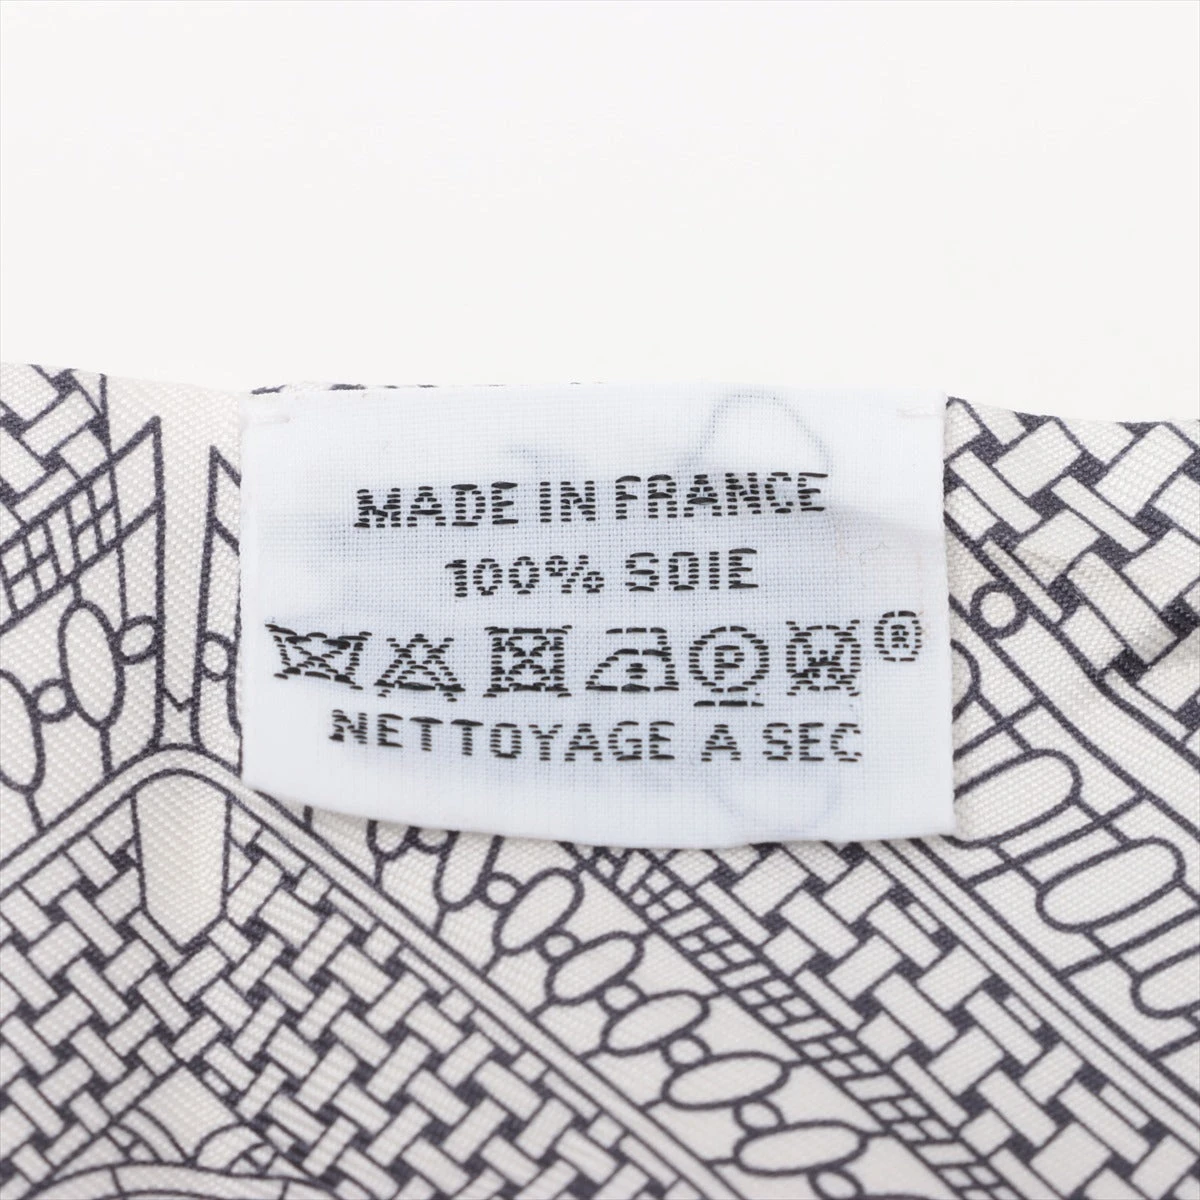 MADE IN FRANCE
100% SOIE
P W ®
NETTOYAGE A SEC